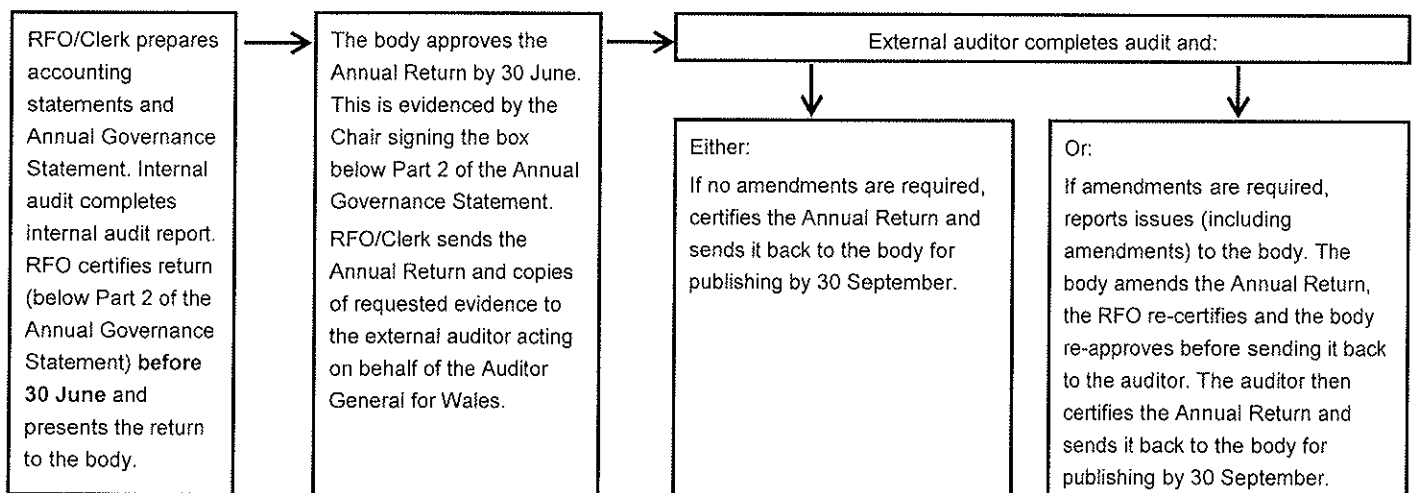 RFO/Clerk prepares
accounting
statements and
Annual Governance
Statement. Internal
audit completes
internal audit report.
RFO certifies return
(below Part 2 of the
Annual Governance
Statement) before
30 June and
presents the return
to the body.
The body approves the
Annual Return by 30 June.
This is evidenced by the
Chair signing the box
below Part 2 of the Annual
Governance Statement.
RFO/Clerk sends the
Annual Return and copies
of requested evidence to
the external auditor acting
on behalf of the Auditor
General for Wales.
External auditor completes audit and:
Either:
If no amendments are required,
certifies the Annual Return and
sends it back to the body for
publishing by 30 September.
Or:
If amendments are required,
reports issues (including
amendments) to the body. The
body amends the Annual Return,
the RFO re-certifies and the body
re-approves before sending it back
to the auditor. The auditor then
certifies the Annual Return and
sends it back to the body for
publishing by 30 September.